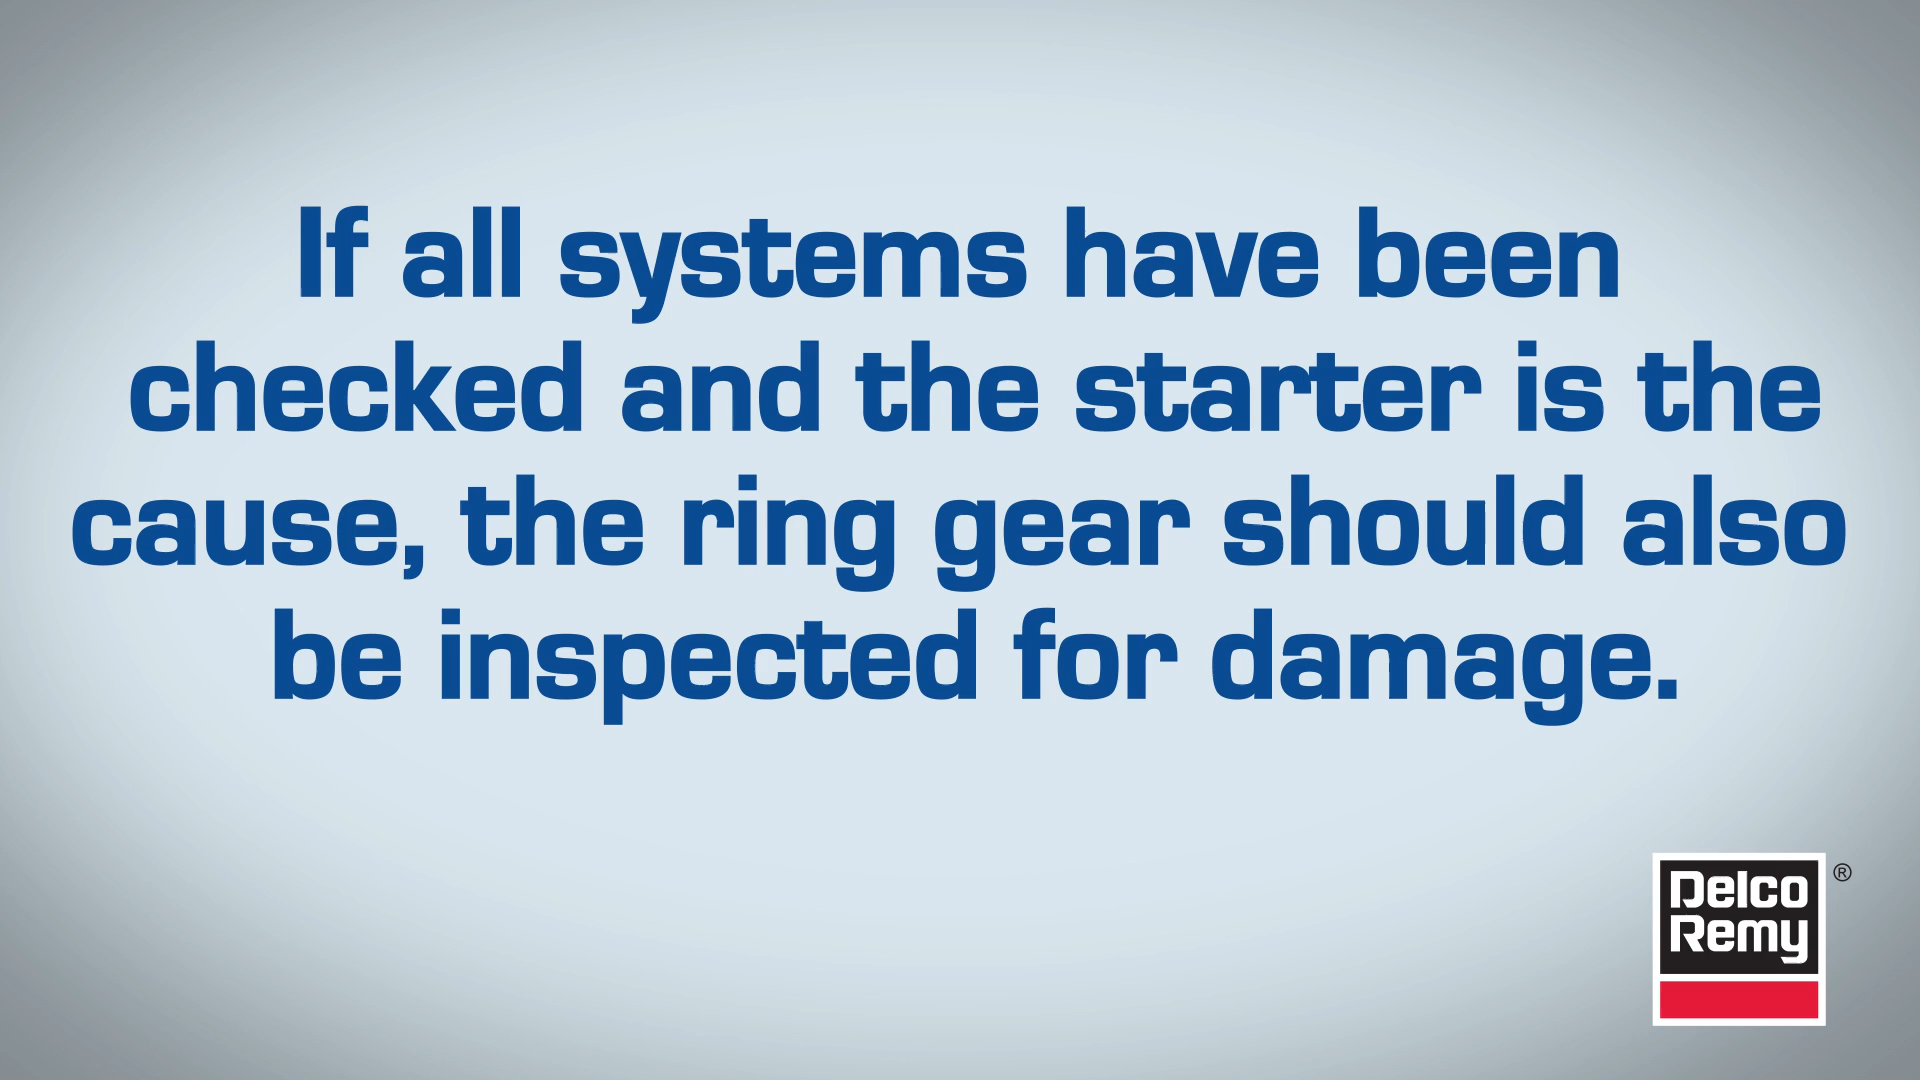 If all systems have been
checked and the starter is the
cause, the ring gear should also
be inspected for damage.
Delco
Remy
®